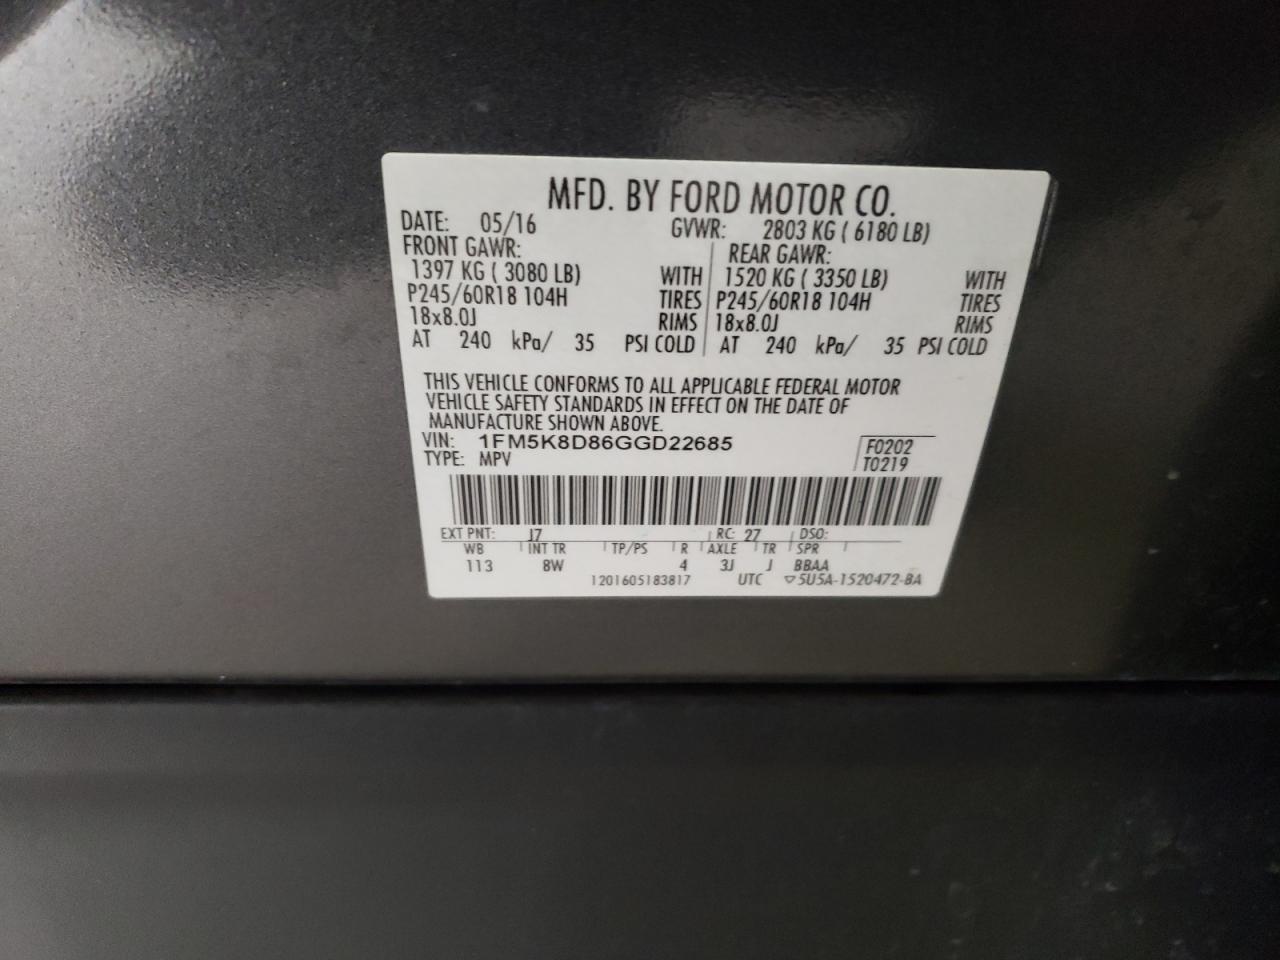 MFD. BY FORD MOTOR CO.
DATE: 05/16 GVWR: 2803 KG ( 6180 LB)
FRONT GAWR: REAR GAWR:
1397 KG ( 3080 LB) WITH 1520 KG ( 3350 LB) WITH
P245/60R18 104H TIRES P245/60R18 104H TIRES
18x8.0J RIMS 18x8.0J RIMS
AT 240 kPa/ 35 PSI COLD AT 240 kPa/ 35 PSI COLD
THIS VEHICLE CONFORMS TO ALL APPLICABLE FEDERAL MOTOR
VEHICLE SAFETY STANDARDS IN EFFECT ON THE DATE OF
MANUFACTURE SHOWN ABOVE.
VIN: 1FM5K8D86GGD22685 F0202
TYPE: MPV T0219
EXT PNT: J7 RC: 27 DSO:
WB INT TR TP/PS R AXLE TR SPR
113 8W 4 3J J BBAA
1201605183817 UTC ▽5U5A-1520472-BA